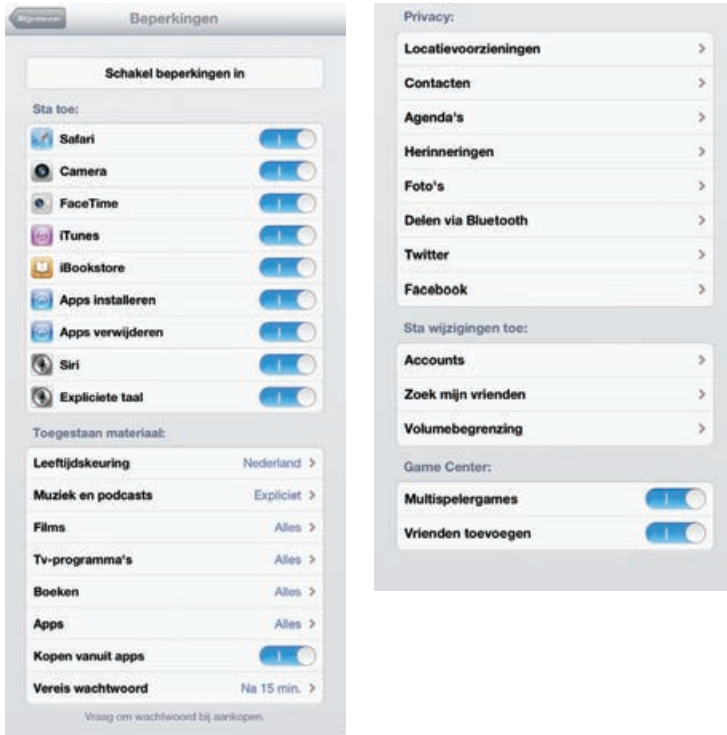 Algemeen
Beperkingen
Schakel beperkingen in
Sta toe:
Safari
Camera
FaceTime
iTunes
iBookstore
Apps installeren
Apps verwijderen
Siri
Expliciete taal
Toegestaan materiaal:
Leeftijdskeuring Nederland
Muziek en podcasts Expliciet
Films Alles
Tv-programma's Alles
Boeken Alles
Apps Alles
Kopen vanuit apps
Vereis wachtwoord Na 15 min.
Vraag om wachtwoord bij aankopen.
Privacy:
Locatievoorzieningen
Contacten
Agenda's
Herinneringen
Foto's
Delen via Bluetooth
Twitter
Facebook
Sta wijzigingen toe:
Accounts
Zoek mijn vrienden
Volumebegrenzing
Game Center:
Multispelergames
Vrienden toevoegen